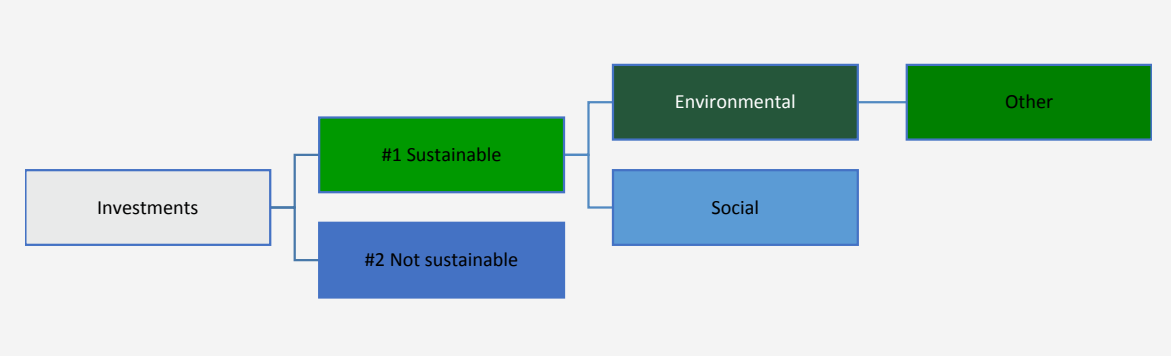 Investments
#1 Sustainable
#2 Not sustainable
Environmental
Social
Other